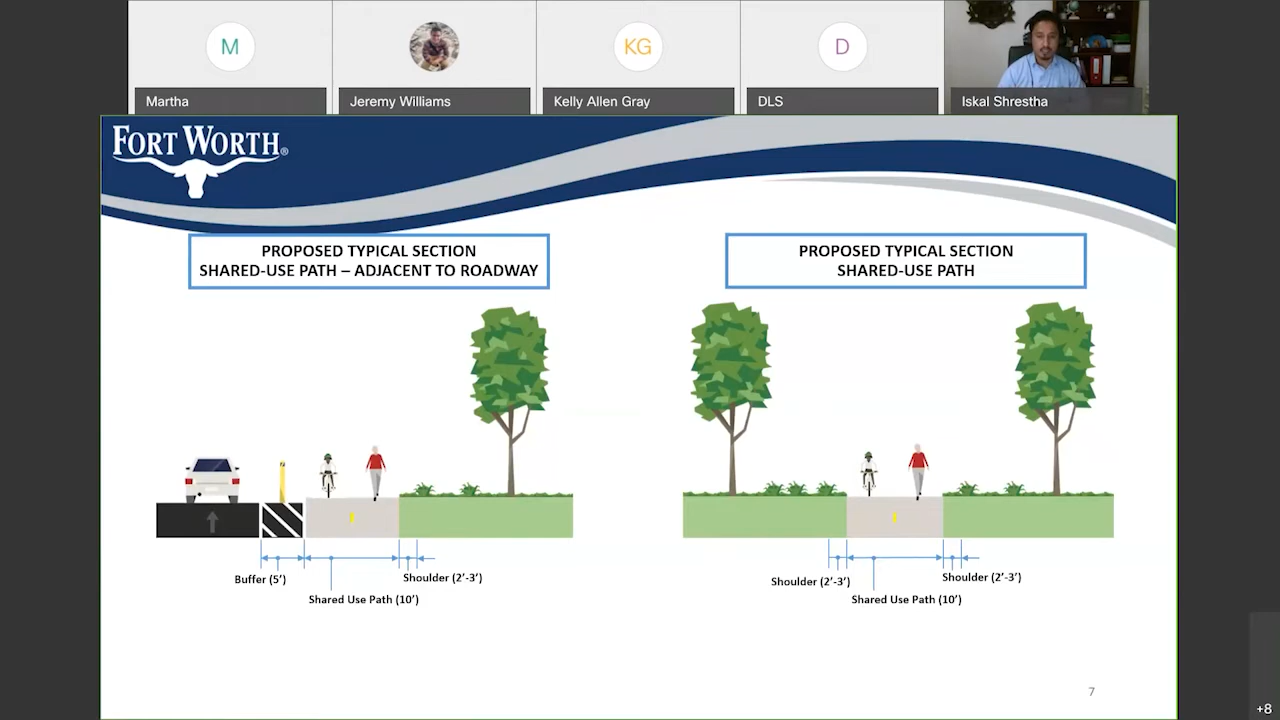 M
KG
D
Martha
Jeremy Williams
Kelly Allen Gray
DLS
Iskal Shrestha
FORT WORTH®
PROPOSED TYPICAL SECTION
SHARED-USE PATH – ADJACENT TO ROADWAY
PROPOSED TYPICAL SECTION
SHARED-USE PATH
Buffer (5’)
Shared Use Path (10’)
Shoulder (2’-3’)
Shoulder (2’-3’)
Shared Use Path (10’)
Shoulder (2’-3’)
7
+8